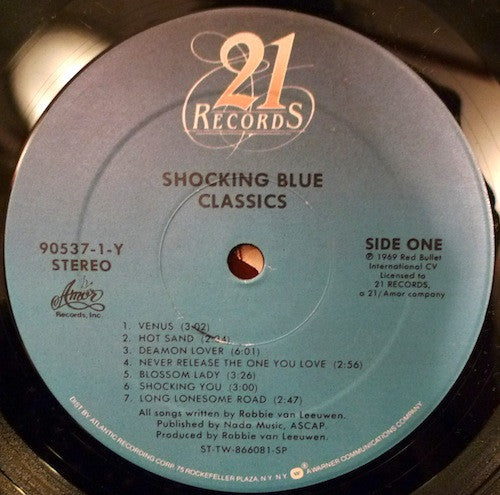 21
RECORDS
SHOCKING BLUE
CLASSICS
90537-1-Y
STEREO
Amor
Records, Inc.
SIDE ONE
℗ 1969 Red Bullet
International CV
Licensed to
21 RECORDS,
a 21/Amor company
1. VENUS (3:02)
2. HOT SAND (2:34)
3. DEAMON LOVER (6:01)
4. NEVER RELEASE THE ONE YOU LOVE (2:56)
5. BLOSSOM LADY (3:26)
6. SHOCKING YOU (3:00)
7. LONG LONESOME ROAD (2:47)
All songs written by Robbie van Leeuwen.
Published by Nada Music, ASCAP.
Produced by Robbie van Leeuwen.
ST-TW-866081-SP
DIST. BY ATLANTIC RECORDING CORP. 75 ROCKEFELLER PLAZA, N.Y. N.Y. A WARNER COMMUNICATIONS COMPANY